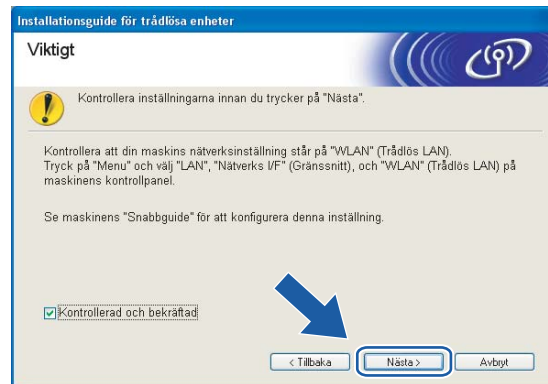 Installationsguide för trådlösa enheter
Viktigt
Kontrollera inställningarna innan du trycker på "Nästa".
Kontrollera att din maskins nätverksinställning står på "WLAN" (Trådlös LAN).
Tryck på "Menu" och välj "LAN", "Nätverks I/F" (Gränssnitt), och "WLAN" (Trådlös LAN) på
maskinens kontrollpanel.
Se maskinens "Snabbguide" för att konfigurera denna inställning.
Kontrollerad och bekräftad
< Tillbaka
Nästa >
Avbryt